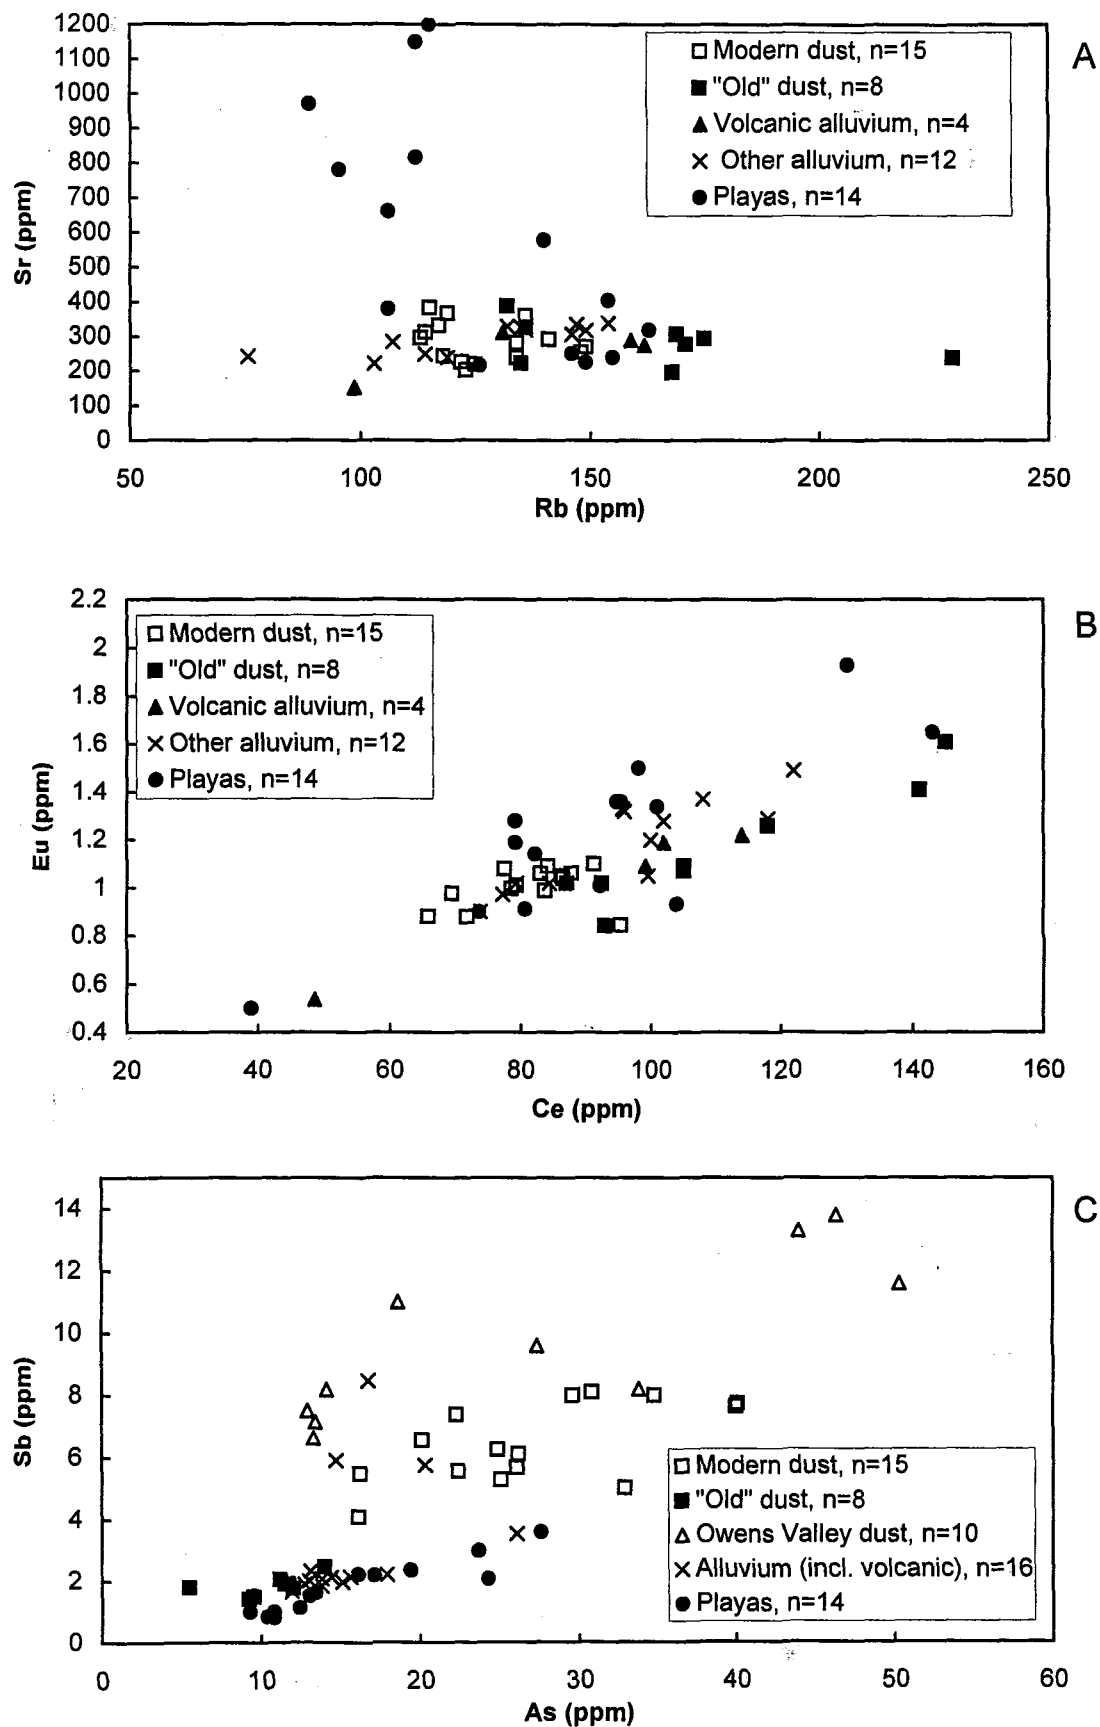 A
Sr (ppm)
1200
1100
1000
900
800
700
600
500
400
300
200
100
0
Modern dust, n=15
"Old" dust, n=8
Volcanic alluvium, n=4
Other alluvium, n=12
Playas, n=14
50 100 150 200 250
Rb (ppm)
B
Eu (ppm)
2.2
2
1.8
1.6
1.4
1.2
1
0.8
0.6
0.4
Modern dust, n=15
"Old" dust, n=8
Volcanic alluvium, n=4
Other alluvium, n=12
Playas, n=14
20 40 60 80 100 120 140 160
Ce (ppm)
C
Sb (ppm)
14
12
10
8
6
4
2
0
Modern dust, n=15
"Old" dust, n=8
Owens Valley dust, n=10
Alluvium (incl. volcanic), n=16
Playas, n=14
0 10 20 30 40 50 60
As (ppm)